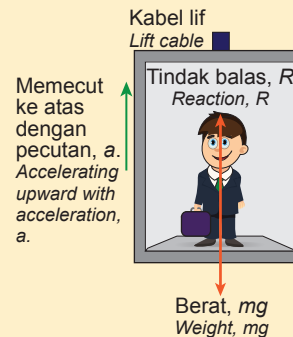 Kabel lif
Lift cable
Tindak balas, R
Reaction, R
Memecut
ke atas
dengan
pecutan, a.
Accelerating
upward with
acceleration,
a.
Berat, mg
Weight, mg